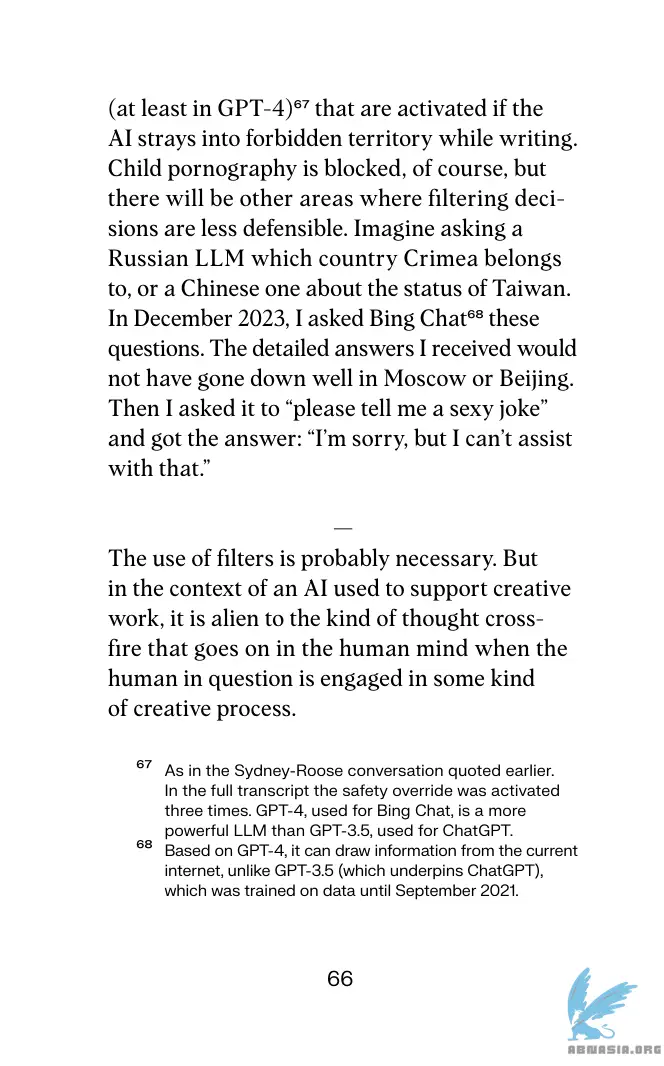 (at least in GPT-4)⁶⁷ that are activated if the
AI strays into forbidden territory while writing.
Child pornography is blocked, of course, but
there will be other areas where filtering deci-
sions are less defensible. Imagine asking a
Russian LLM which country Crimea belongs
to, or a Chinese one about the status of Taiwan.
In December 2023, I asked Bing Chat⁶⁸ these
questions. The detailed answers I received would
not have gone down well in Moscow or Beijing.
Then I asked it to “please tell me a sexy joke”
and got the answer: “I’m sorry, but I can’t assist
with that.”
—
The use of filters is probably necessary. But
in the context of an AI used to support creative
work, it is alien to the kind of thought cross-
fire that goes on in the human mind when the
human in question is engaged in some kind
of creative process.
67 As in the Sydney-Roose conversation quoted earlier.
In the full transcript the safety override was activated
three times. GPT-4, used for Bing Chat, is a more
powerful LLM than GPT-3.5, used for ChatGPT.
68 Based on GPT-4, it can draw information from the current
internet, unlike GPT-3.5 (which underpins ChatGPT),
which was trained on data until September 2021.
66
ABNASIA.ORG